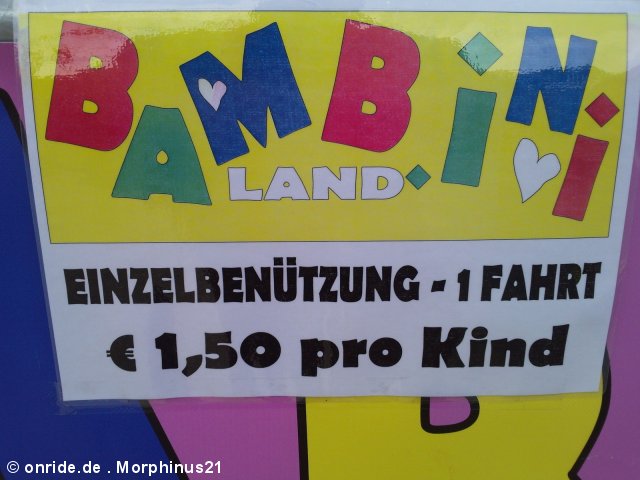 BAMBINI
LAND
EINZELBENÜTZUNG - 1 FAHRT
€ 1,50 pro Kind
© onride.de . Morphinus21